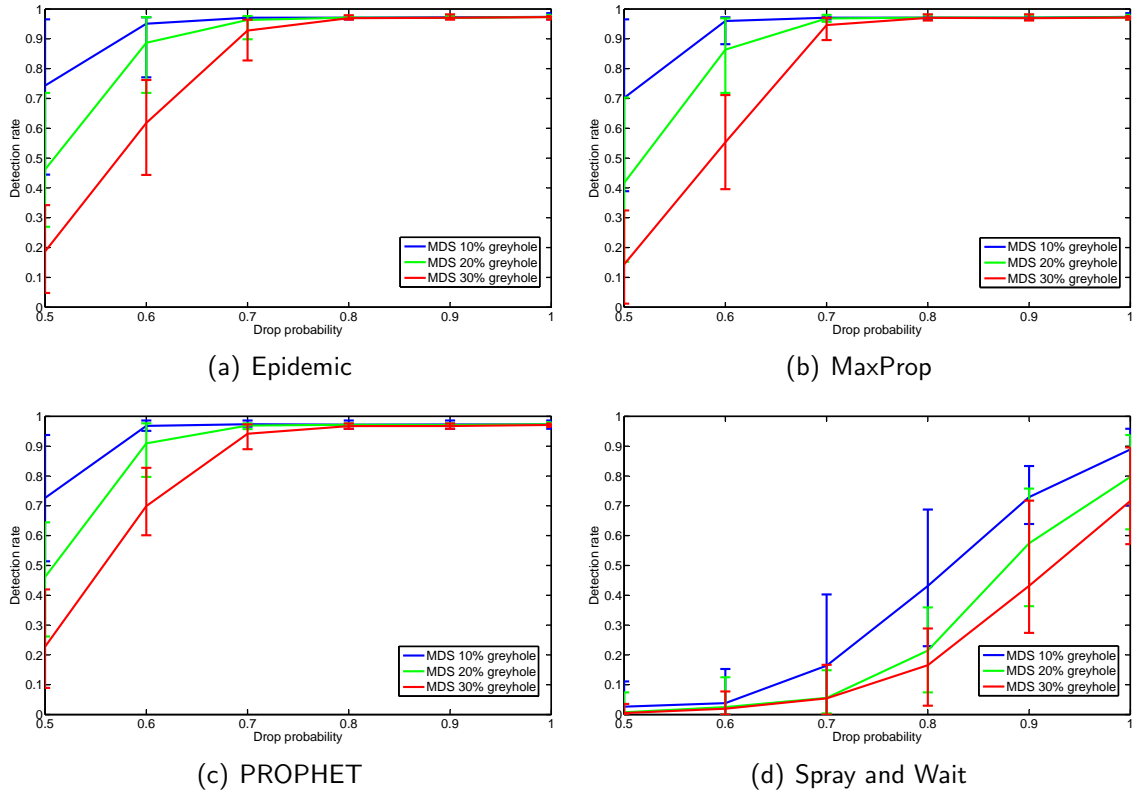 1
0.9
0.8
0.7
0.6
0.5
0.4
0.3
0.2
0.1
0
Detection rate
MDS 10% greyhole
MDS 20% greyhole
MDS 30% greyhole
0.5 0.6 0.7 0.8 0.9 1
Drop probability
(a) Epidemic
1
0.9
0.8
0.7
0.6
0.5
0.4
0.3
0.2
0.1
0
Detection rate
MDS 10% greyhole
MDS 20% greyhole
MDS 30% greyhole
0.5 0.6 0.7 0.8 0.9 1
Drop probability
(b) MaxProp
1
0.9
0.8
0.7
0.6
0.5
0.4
0.3
0.2
0.1
0
Detection rate
MDS 10% greyhole
MDS 20% greyhole
MDS 30% greyhole
0.5 0.6 0.7 0.8 0.9 1
Drop probability
(c) PROPHET
1
0.9
0.8
0.7
0.6
0.5
0.4
0.3
0.2
0.1
0
Detection rate
MDS 10% greyhole
MDS 20% greyhole
MDS 30% greyhole
0.5 0.6 0.7 0.8 0.9 1
Drop probability
(d) Spray and Wait